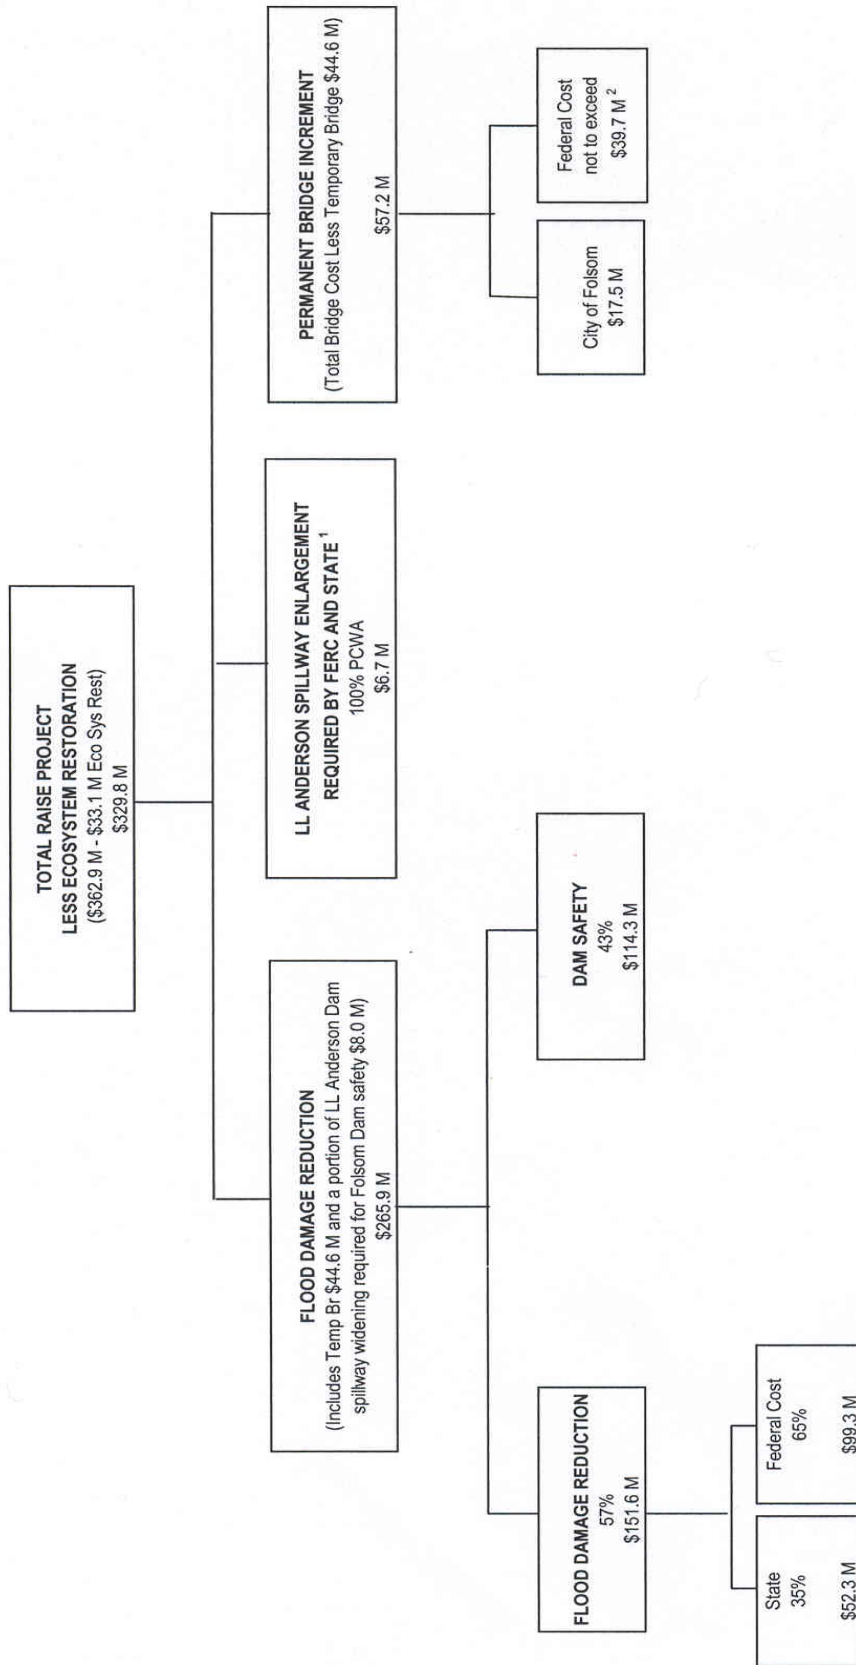 TOTAL RAISE PROJECT
LESS ECOSYSTEM RESTORATION
($362.9 M - $33.1 M Eco Sys Rest)
$329.8 M
FLOOD DAMAGE REDUCTION
(Includes Temp Br $44.6 M and a portion of LL Anderson Dam
spillway widening required for Folsom Dam safety $8.0 M)
$265.9 M
LL ANDERSON SPILLWAY ENLARGEMENT
REQUIRED BY FERC AND STATE ¹
100% PCWA
$6.7 M
PERMANENT BRIDGE INCREMENT
(Total Bridge Cost Less Temporary Bridge $44.6 M)
$57.2 M
FLOOD DAMAGE REDUCTION
57%
$151.6 M
DAM SAFETY
43%
$114.3 M
City of Folsom
$17.5 M
Federal Cost
not to exceed
$39.7 M ²
State
35%
$52.3 M
Federal Cost
65%
$99.3 M